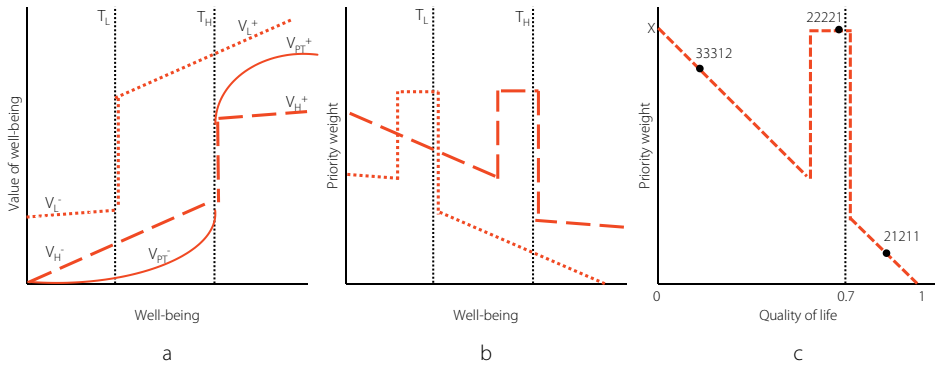 T_L
T_H
V_L^+
V_PT^+
V_H^+
V_L^-
V_H^-
V_PT^-
Value of well-being
Well-being
a
T_L
T_H
Priority weight
Well-being
b
X
33312
22221
21211
Priority weight
0
0.7
1
Quality of life
c